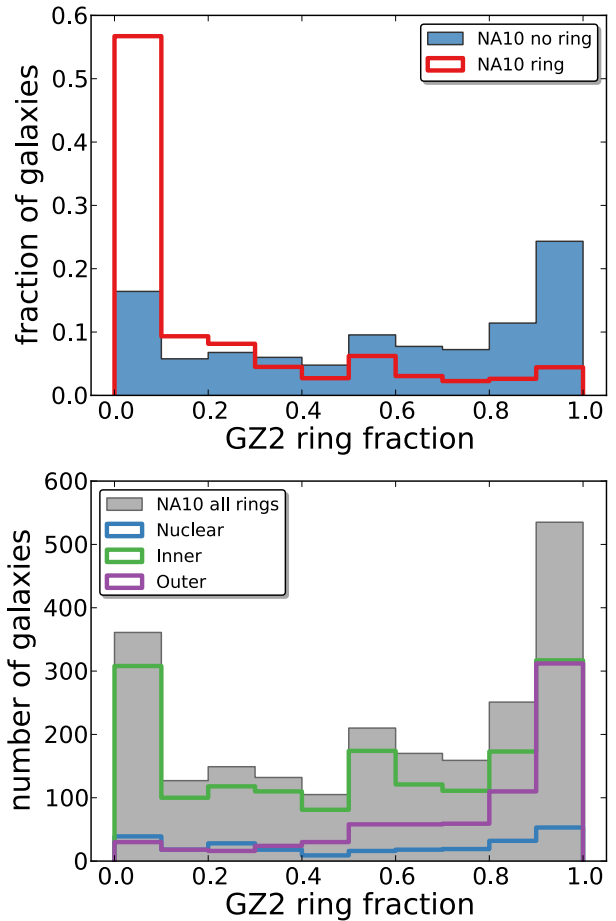 0.6
0.5
0.4
0.3
0.2
0.1
0.0
fraction of galaxies
NA10 no ring
NA10 ring
0.0 0.2 0.4 0.6 0.8 1.0
GZ2 ring fraction
600
500
400
300
200
100
0
number of galaxies
NA10 all rings
Nuclear
Inner
Outer
0.0 0.2 0.4 0.6 0.8 1.0
GZ2 ring fraction